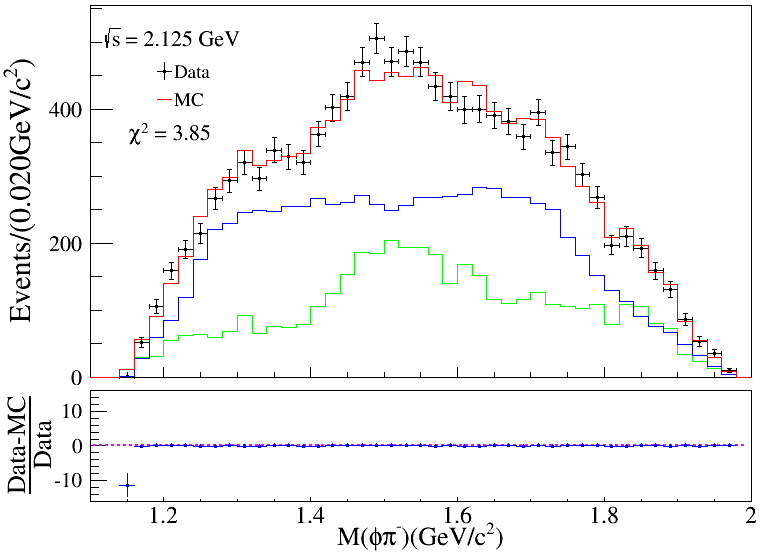 √s = 2.125 GeV
Data
MC
χ² = 3.85
Events/(0.020GeV/c²)
400
200
0
Data-MC
Data
10
0
-10
1.2 1.4 1.6 1.8 2
M(ϕπ⁻)(GeV/c²)